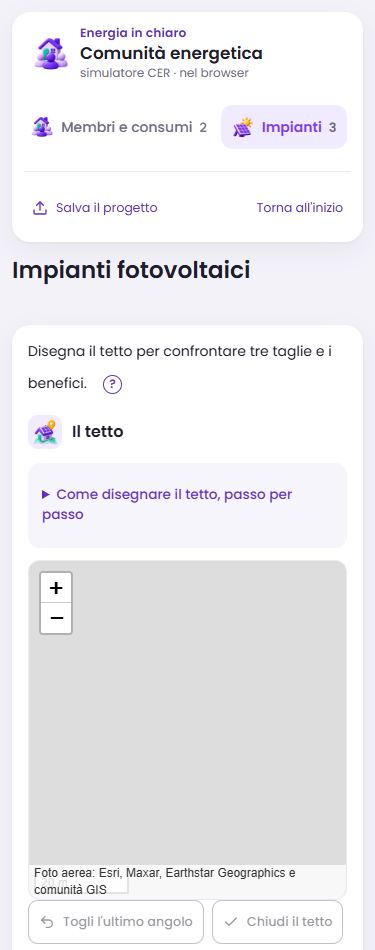 Energia in chiaro
Comunità energetica
simulatore CER · nel browser
Membri e consumi 2
Impianti 3
Salva il progetto
Torna all'inizio
Impianti fotovoltaici
Disegna il tetto per confrontare tre taglie e i
benefici. ?
Il tetto
▶ Come disegnare il tetto, passo per
passo
+
−
Foto aerea: Esri, Maxar, Earthstar Geographics e
comunità GIS
Togli l'ultimo angolo
Chiudi il tetto